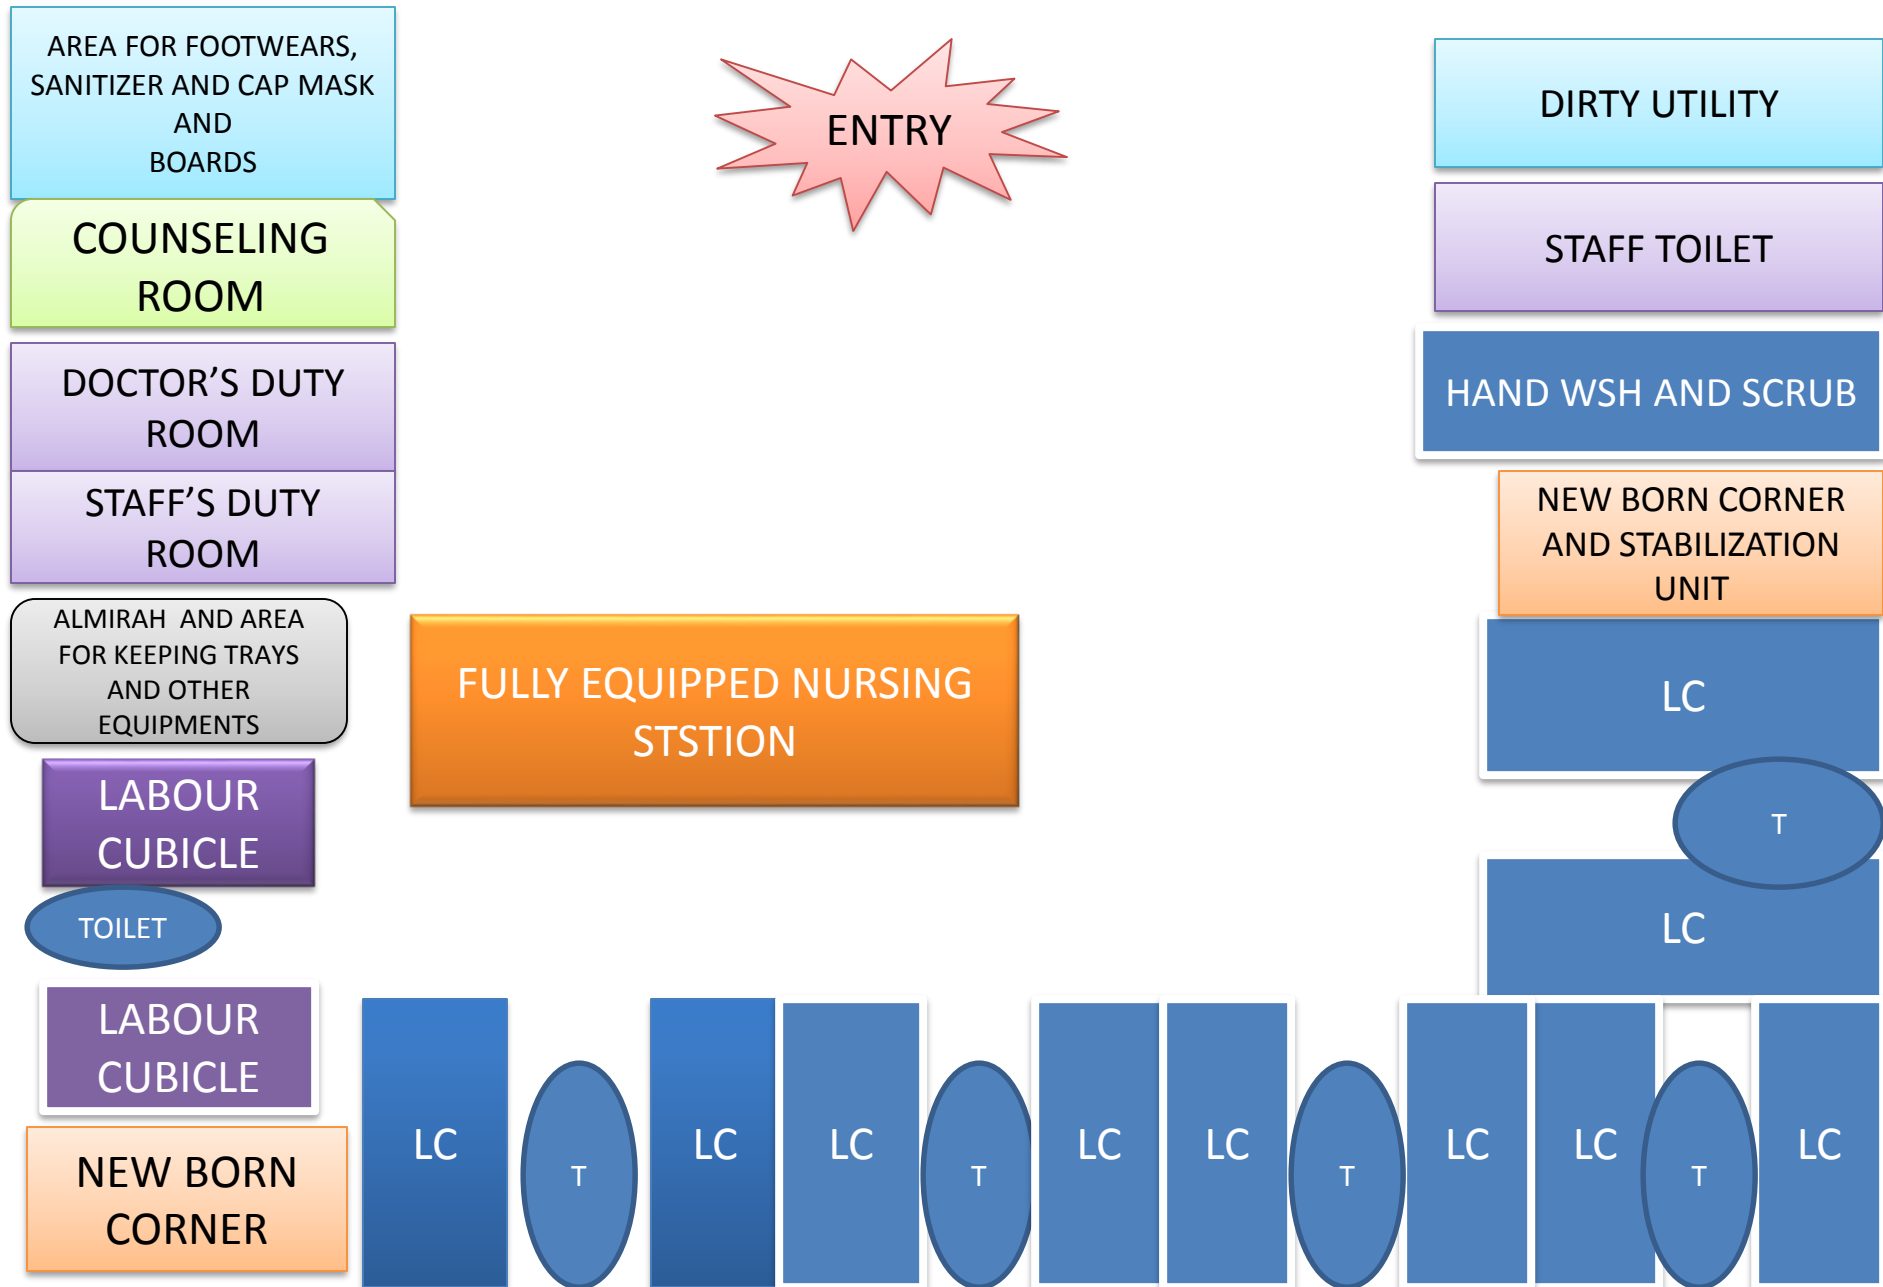 AREA FOR FOOTWEARS,
SANITIZER AND CAP MASK
AND
BOARDS
ENTRY
DIRTY UTILITY
COUNSELING
ROOM
STAFF TOILET
DOCTOR’S DUTY
ROOM
HAND WSH AND SCRUB
STAFF’S DUTY
ROOM
NEW BORN CORNER
AND STABILIZATION
UNIT
ALMIRAH AND AREA
FOR KEEPING TRAYS
AND OTHER
EQUIPMENTS
FULLY EQUIPPED NURSING
STSTION
LC
LABOUR
CUBICLE
T
TOILET
LC
LABOUR
CUBICLE
NEW BORN
CORNER
LC
T
LC
LC
T
LC
LC
T
LC
LC
T
LC